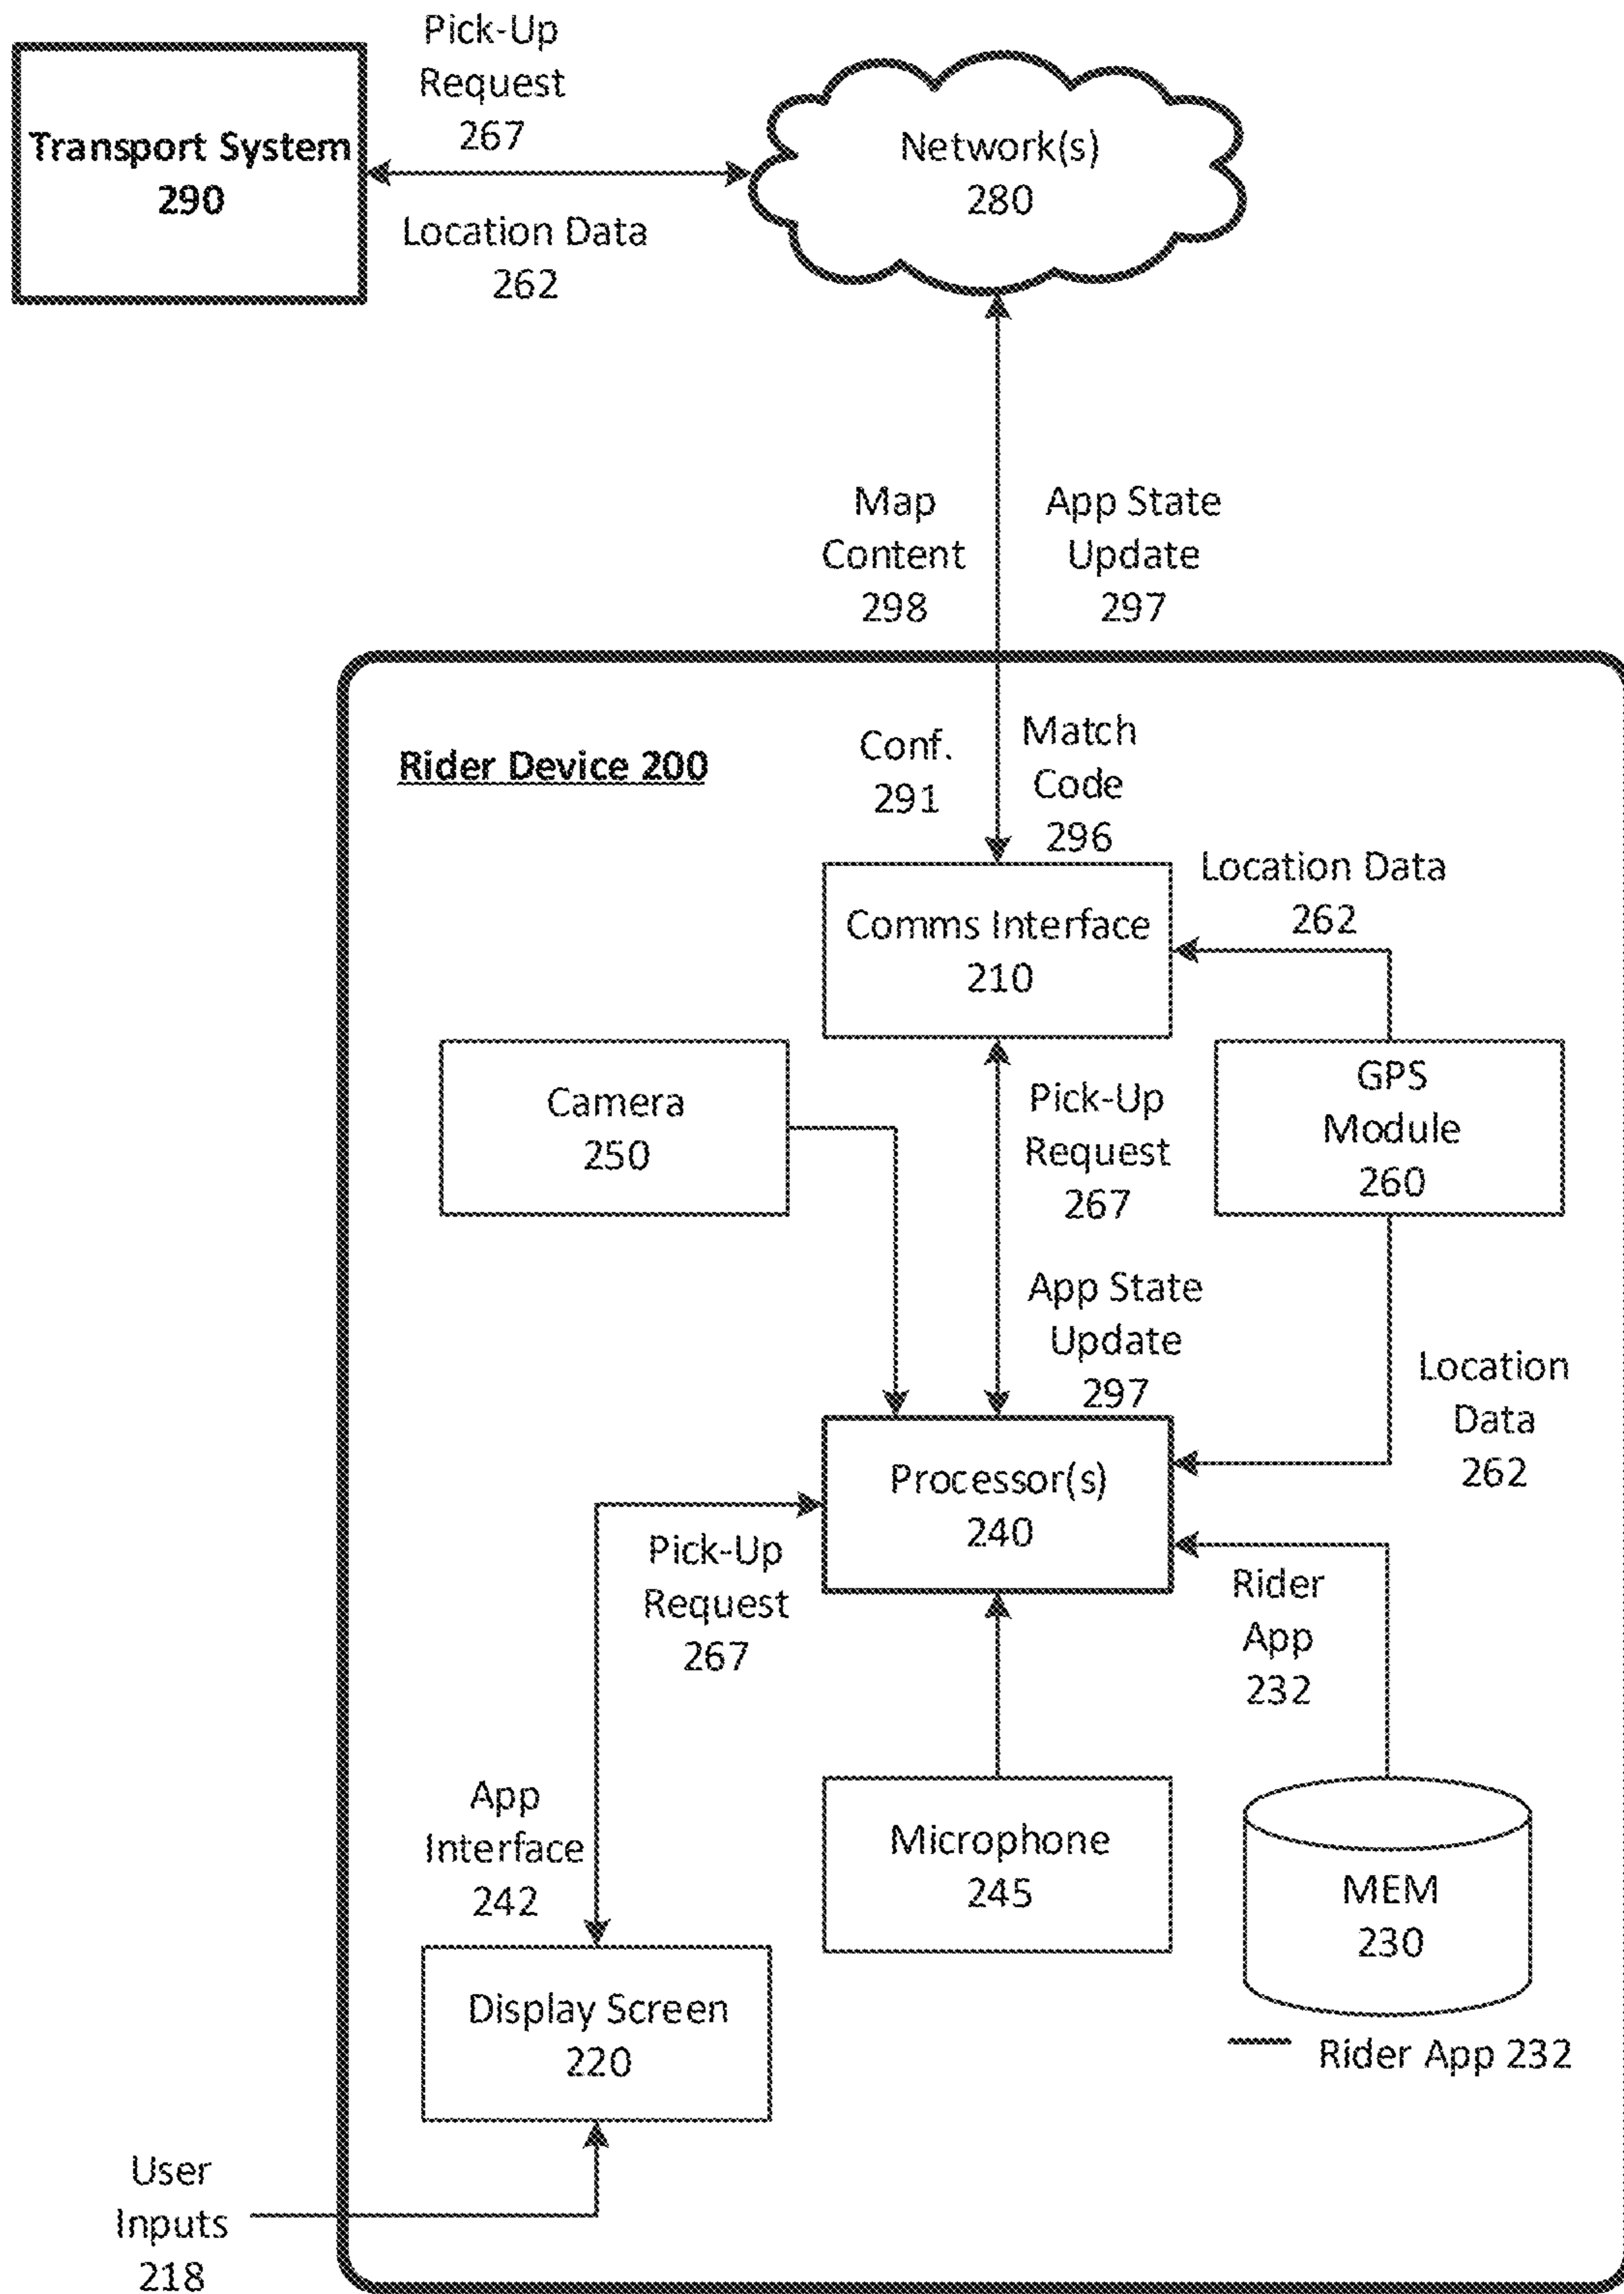 Pick-Up
Request
267
Transport System
290
Location Data
262
Network(s)
280
Map
Content
298
App State
Update
297
Rider Device 200
Conf.
291
Match
Code
296
Location Data
262
Comms Interface
210
Camera
250
Pick-Up
Request
267
GPS
Module
260
App State
Update
297
Location
Data
262
Processor(s)
240
Pick-Up
Request
267
Rider
App
232
App
Interface
242
Microphone
245
MEM
230
Display Screen
220
Rider App 232
User
Inputs
218